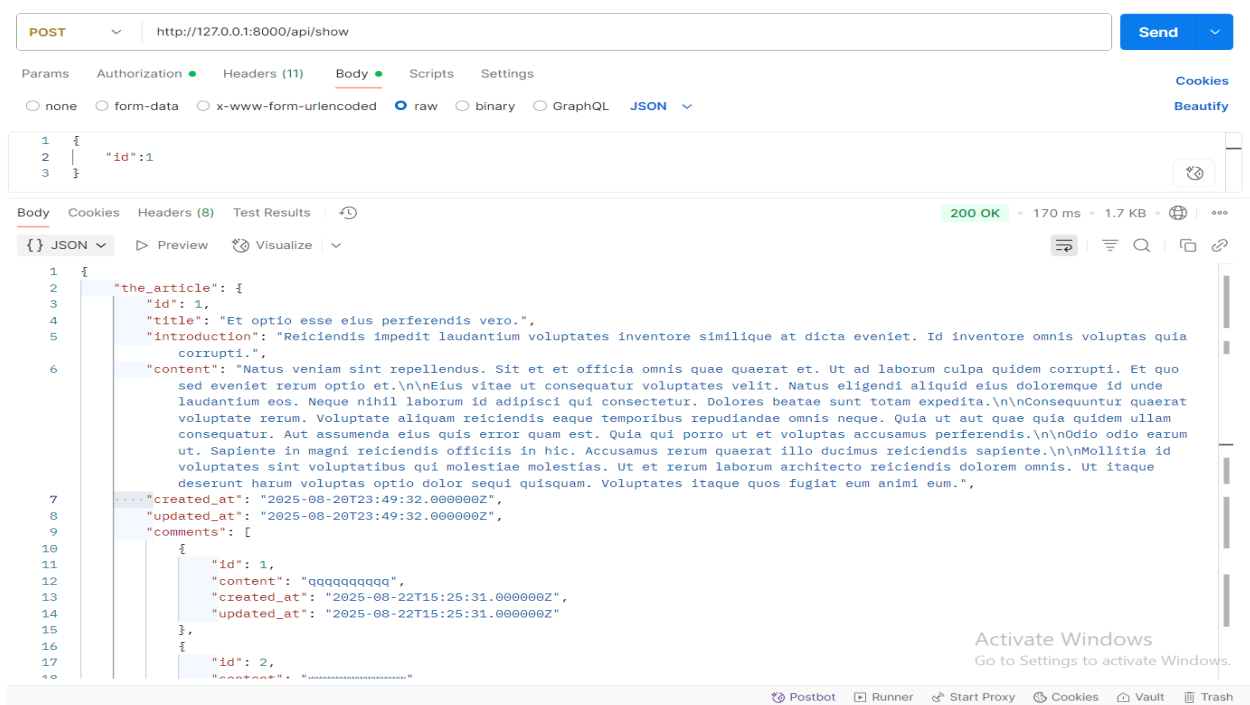 POST http://127.0.0.1:8000/api/show Send
Params Authorization Headers (11) Body Scripts Settings Cookies
none form-data x-www-form-urlencoded raw binary GraphQL JSON Beautify
1 {
2 "id":1
3 }
Body Cookies Headers (8) Test Results 200 OK 170 ms 1.7 KB
{} JSON Preview Visualize
1 {
2 "the_article": {
3 "id": 1,
4 "title": "Et optio esse eius perferendis vero.",
5 "introduction": "Reiciendis impedit laudantium voluptates inventore similique at dicta eveniet. Id inventore omnis voluptas quia
corrupti.",
6 "content": "Natus veniam sint repellendus. Sit et et officia omnis quae quaerat et. Ut ad laborum culpa quidem corrupti. Et quo
sed eveniet rerum optio et.\n\nEius vitae ut consequatur voluptates velit. Natus eligendi aliquid eius doloremque id unde
laudantium eos. Neque nihil laborum id adipisci qui consectetur. Dolores beatae sunt totam expedita.\n\nConsequuntur quaerat
voluptate rerum. Voluptate aliquam reiciendis eaque temporibus repudiandae omnis neque. Quia ut aut quae quia quidem ullam
consequatur. Aut assumenda eius quis error quam est. Quia qui porro ut et voluptas accusamus perferendis.\n\nOdio odio earum
ut. Sapiente in magni reiciendis officiis in hic. Accusamus rerum quaerat illo ducimus reiciendis sapiente.\n\nMollitia id
voluptates sint voluptatibus qui molestiae molestias. Ut et rerum laborum architecto reiciendis dolorem omnis. Ut itaque
deserunt harum voluptas optio dolor sequi quisquam. Voluptates itaque quos fugiat eum animi eum.",
7 "created_at": "2025-08-20T23:49:32.000000Z",
8 "updated_at": "2025-08-20T23:49:32.000000Z",
9 "comments": [
10 {
11 "id": 1,
12 "content": "qqqqqqqqqq",
13 "created_at": "2025-08-22T15:25:31.000000Z",
14 "updated_at": "2025-08-22T15:25:31.000000Z"
15 },
16 {
17 "id": 2,
18 "content":
Activate Windows
Go to Settings to activate Windows.
Postbot Runner Start Proxy Cookies Vault Trash